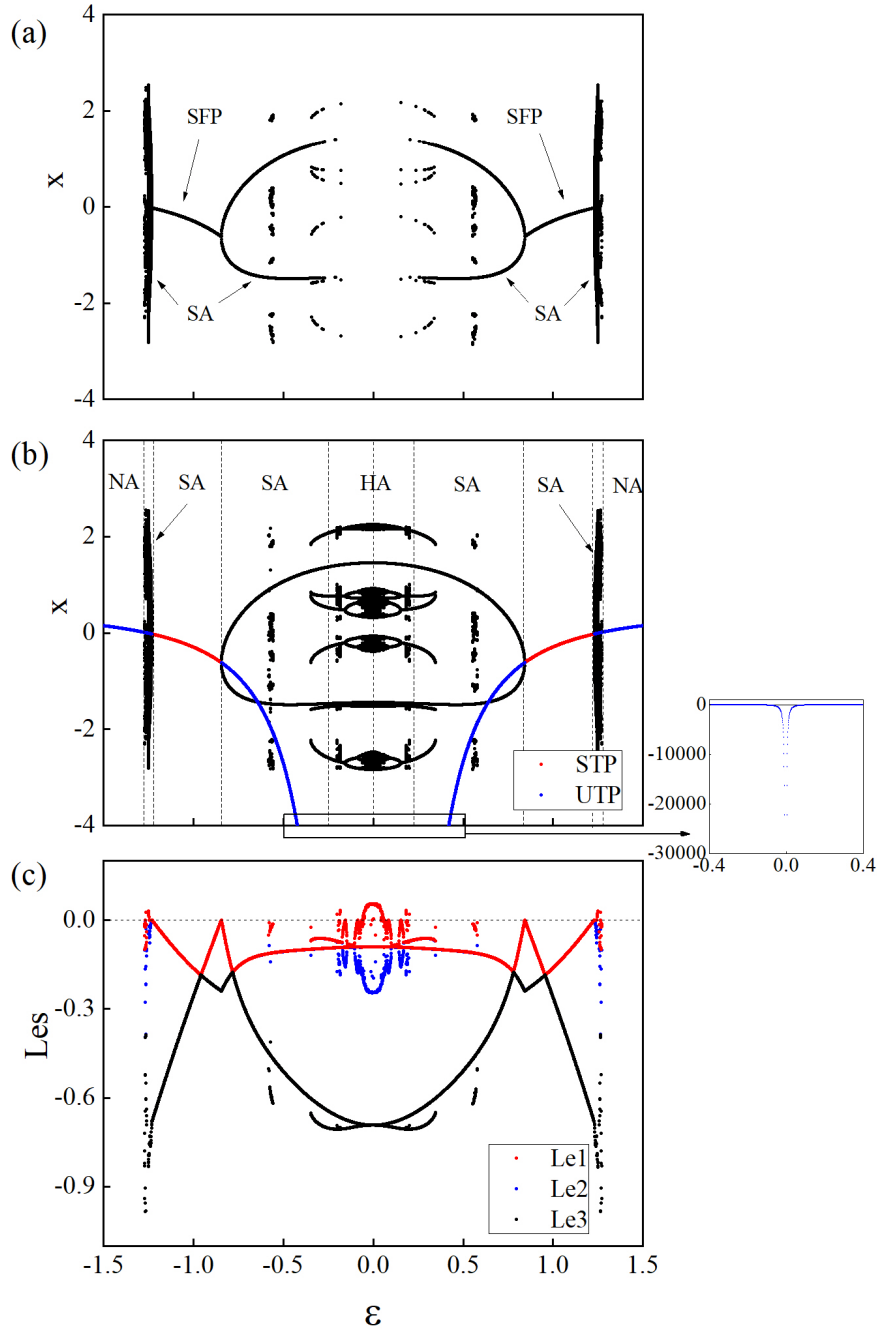 (a)
4
2
0
-2
-4
x
SFP
SFP
SA
SA
(b)
4
2
0
-2
-4
x
NA
SA
SA
HA
SA
SA
NA
STP
UTP
0
-10000
-20000
-30000
-0.4
0.0
0.4
(c)
0.0
-0.3
-0.6
-0.9
Les
Le1
Le2
Le3
-1.5
-1.0
-0.5
0.0
0.5
1.0
1.5
ε